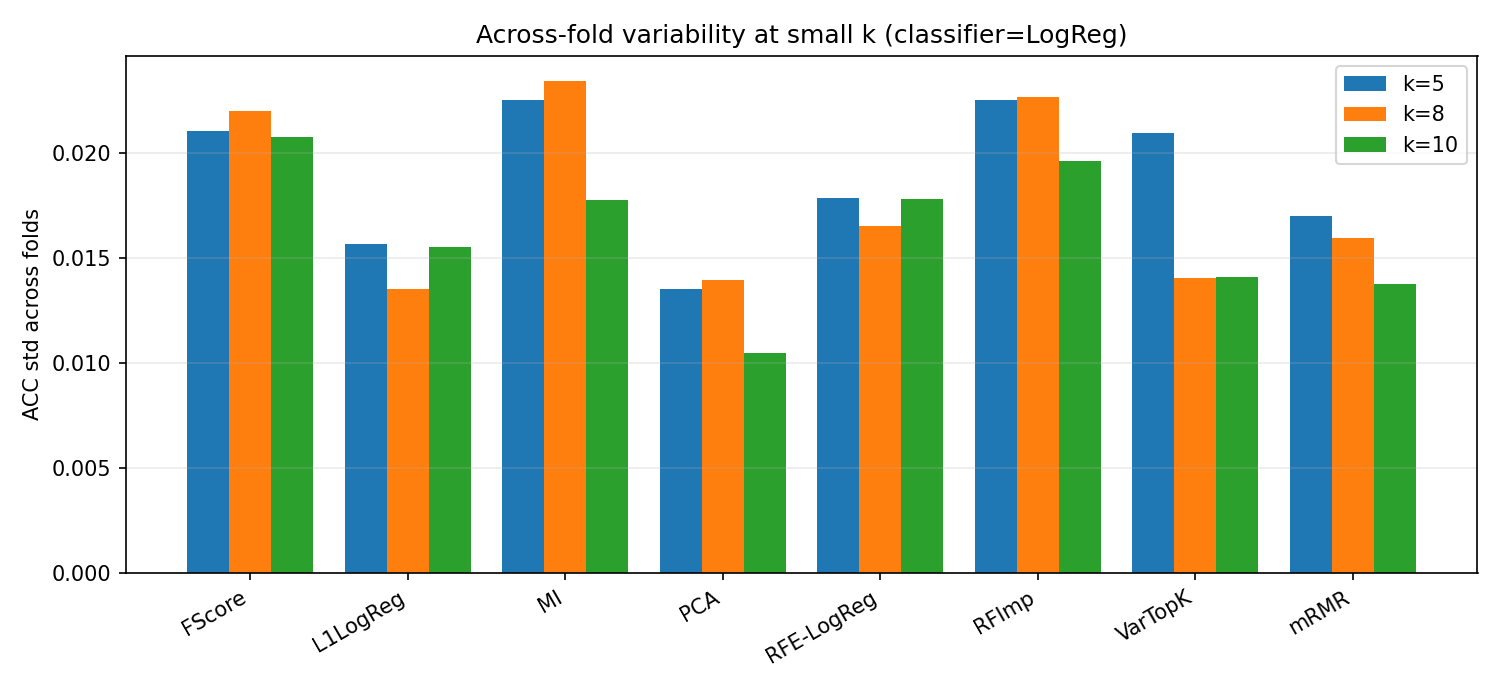 Across-fold variability at small k (classifier=LogReg)
k=5
k=8
k=10
ACC std across folds
0.020
0.015
0.010
0.005
0.000
FScore
L1LogReg
MI
PCA
RFE-LogReg
RFImp
VarTopK
mRMR